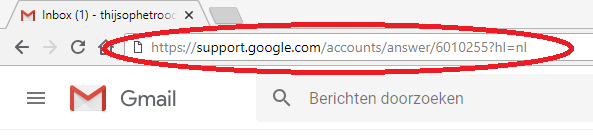 Inbox (1) - thijsophetroo
https://support.google.com/accounts/answer/6010255?hl=nl
Gmail
Berichten doorzoeken